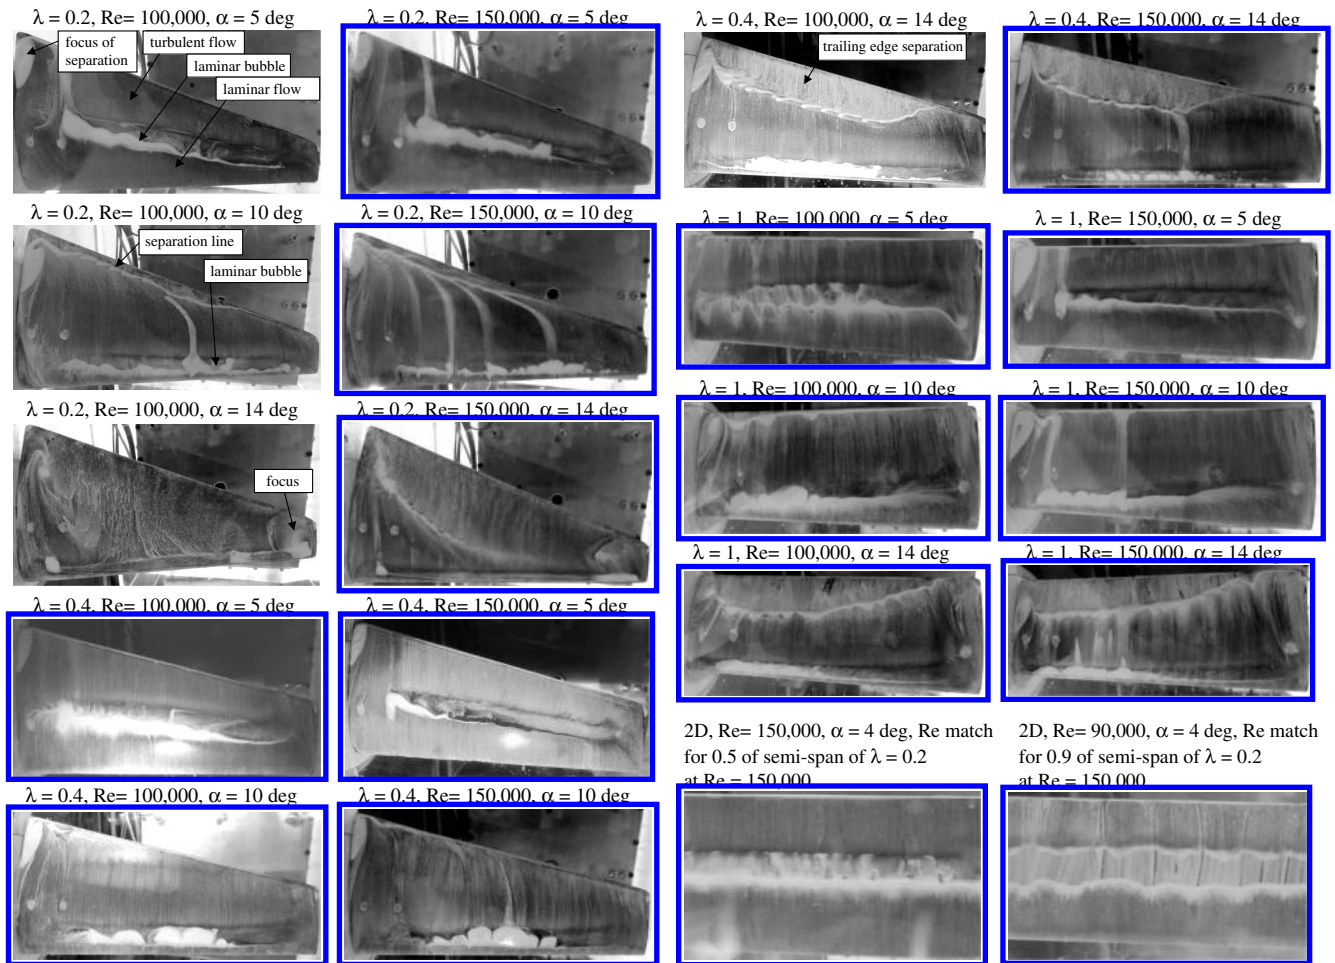 λ = 0.2, Re= 100,000, α = 5 deg
focus of
separation
turbulent flow
laminar bubble
laminar flow
λ = 0.2, Re= 150,000, α = 5 deg
λ = 0.4, Re= 100,000, α = 14 deg
trailing edge separation
λ = 0.4, Re= 150,000, α = 14 deg
λ = 0.2, Re= 100,000, α = 10 deg
separation line
laminar bubble
λ = 0.2, Re= 150,000, α = 10 deg
λ = 1, Re= 100,000, α = 5 deg
λ = 1, Re= 150,000, α = 5 deg
λ = 0.2, Re= 100,000, α = 14 deg
focus
λ = 0.2, Re= 150,000, α = 14 deg
λ = 1, Re= 100,000, α = 10 deg
λ = 1, Re= 150,000, α = 10 deg
λ = 1, Re= 100,000, α = 14 deg
λ = 1, Re= 150,000, α = 14 deg
λ = 0.4, Re= 100,000, α = 5 deg
λ = 0.4, Re= 150,000, α = 5 deg
2D, Re= 150,000, α = 4 deg, Re match
for 0.5 of semi-span of λ = 0.2
at Re = 150,000
2D, Re= 90,000, α = 4 deg, Re match
for 0.9 of semi-span of λ = 0.2
at Re = 150,000
λ = 0.4, Re= 100,000, α = 10 deg
λ = 0.4, Re= 150,000, α = 10 deg